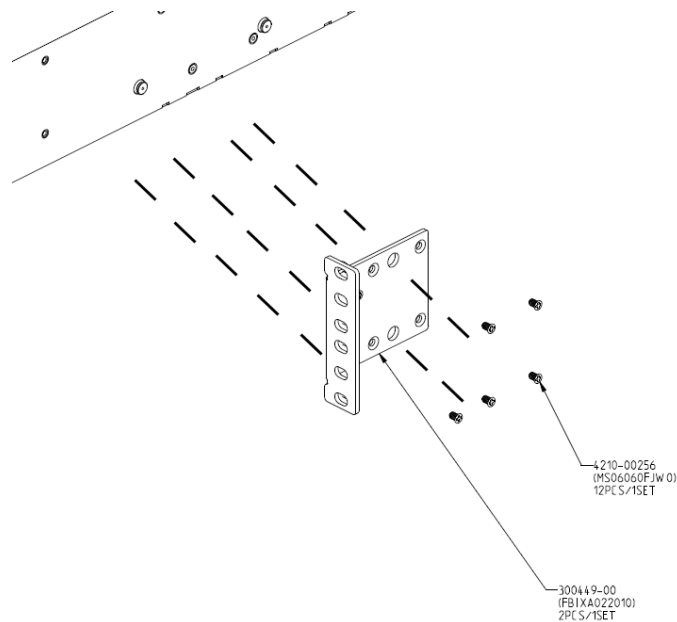 4210-00256
(MS06060FJW0)
12PCS/1SET
300449-00
(FBIXA022010)
2PCS/1SET